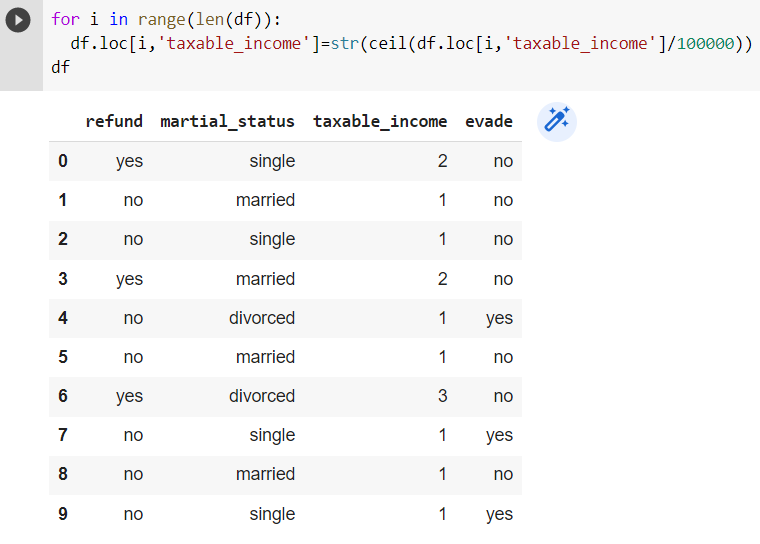 for i in range(len(df)):
  df.loc[i,'taxable_income']=str(ceil(df.loc[i,'taxable_income']/100000))
df
refund martial_status taxable_income evade
0 yes single 2 no
1 no married 1 no
2 no single 1 no
3 yes married 2 no
4 no divorced 1 yes
5 no married 1 no
6 yes divorced 3 no
7 no single 1 yes
8 no married 1 no
9 no single 1 yes